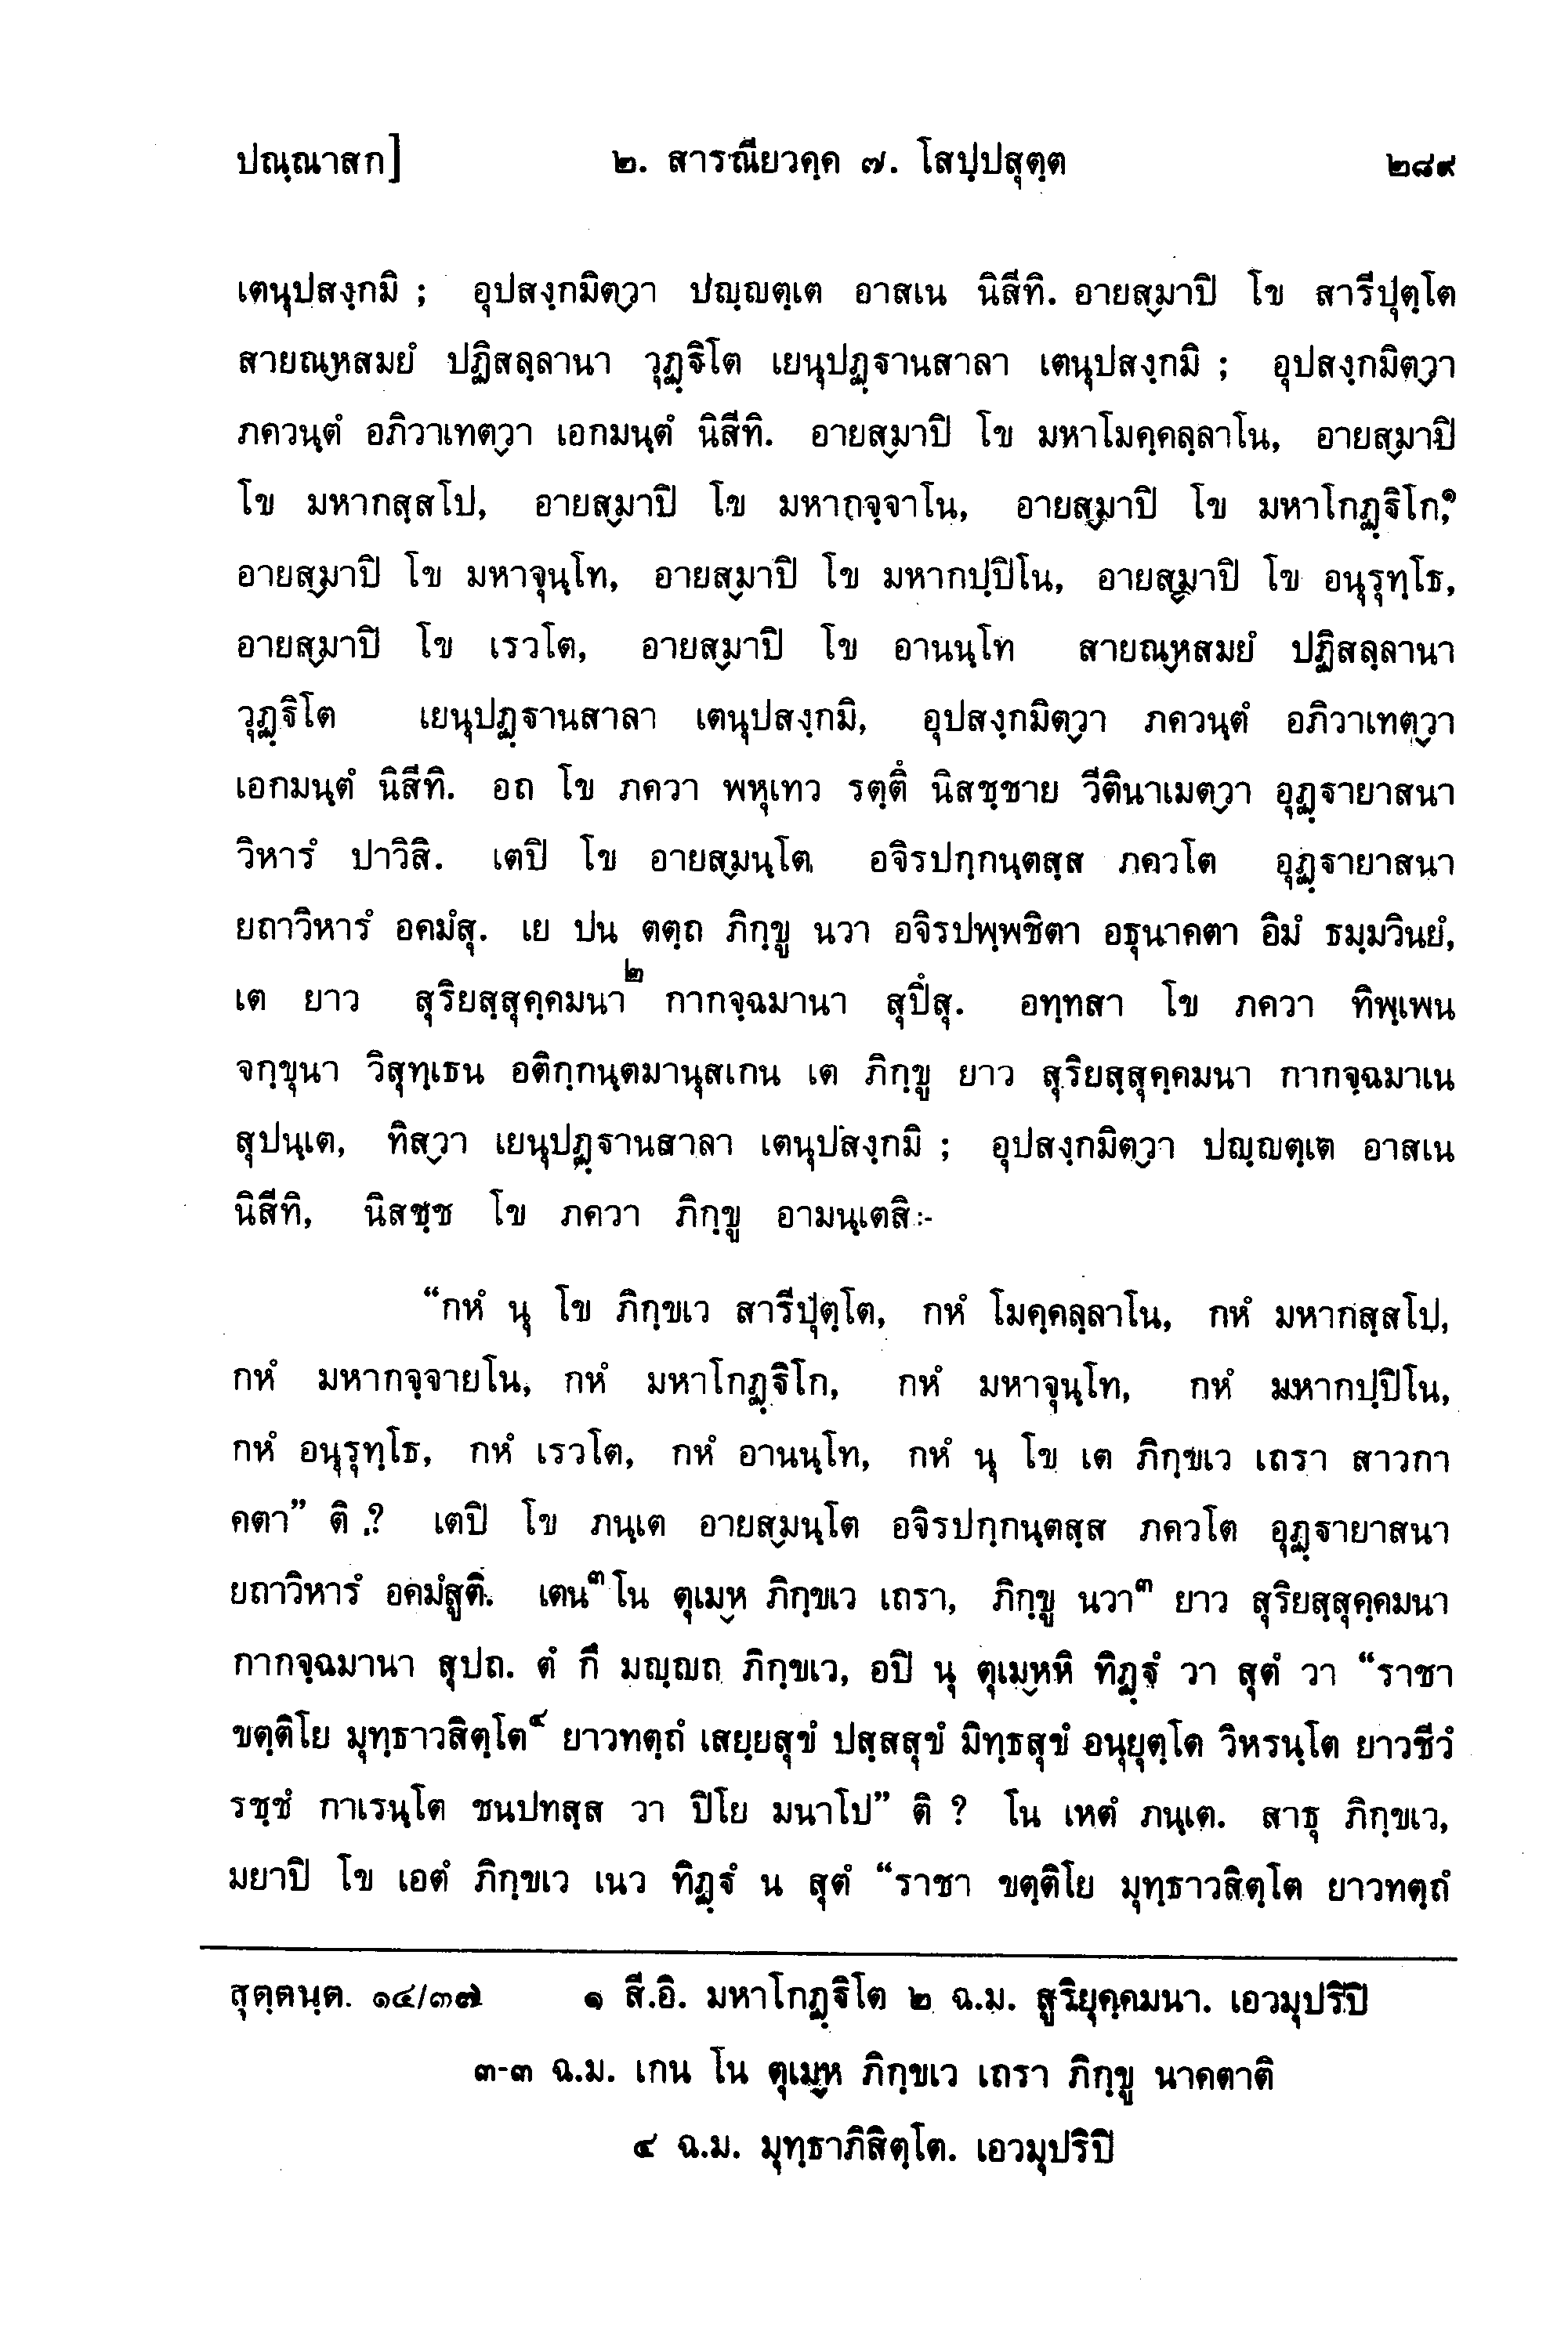 ปณฺณาสก] ๒. สารณียวคฺค ๗. โสปฺปสุตฺต ๒๘๙
เตนุปสงฺกมิ ; อุปสงฺกมิตฺวา ปญฺญตฺเต อาสเน นิสีทิ. อายสฺมาปิ โข สารีปุตฺโต
สายณฺหสมยํ ปฏิสลฺลานา วุฏฺฐิโต เยนุปฏฺฐานสาลา เตนุปสงฺกมิ ; อุปสงฺกมิตฺวา
ภควนฺตํ อภิวาเทตฺวา เอกมนฺตํ นิสีทิ. อายสฺมาปิ โข มหาโมคฺคลฺลาโน, อายสฺมาปิ
โข มหากสฺสโป, อายสฺมาปิ โข มหากจฺจาโน, อายสฺมาปิ โข มหาโกฏฺฐิโก,๑
อายสฺมาปิ โข มหาจุนฺโท, อายสฺมาปิ โข มหากปฺปิโน, อายสฺมาปิ โข อนุรุทฺโธ,
อายสฺมาปิ โข เรวโต, อายสฺมาปิ โข อานนฺโท สายณฺหสมยํ ปฏิสลฺลานา
วุฏฺฐิโต เยนุปฏฺฐานสาลา เตนุปสงฺกมิ, อุปสงฺกมิตฺวา ภควนฺตํ อภิวาเทตฺวา
เอกมนฺตํ นิสีทิ. อถ โข ภควา พหุเทว รตฺตึ นิสชฺชาย วีตินาเมตฺวา อุฏฺฐายาสนา
วิหารํ ปาวิสิ. เตปิ โข อายสฺมนฺโต อจิรปกฺกนฺตสฺส ภควโต อุฏฺฐายาสนา
ยถาวิหารํ อคมํสุ. เย ปน ตตฺถ ภิกฺขู นวา อจิรปพฺพชิตา อธุนาคตา อิมํ ธมฺมวินยํ,
เต ยาว สุริยสฺสุคฺคมนา๒ กากจฺฉมานา สุปึสุ. อทฺทสา โข ภควา ทิพฺเพน
จกฺขุนา วิสุทฺเธน อติกฺกนฺตมานุสเกน เต ภิกฺขู ยาว สุริยสฺสุคฺคมนา กากจฺฉมาเน
สุปนฺเต, ทิสฺวา เยนุปฏฺฐานสาลา เตนุปสงฺกมิ ; อุปสงฺกมิตฺวา ปญฺญตฺเต อาสเน
นิสีทิ, นิสชฺช โข ภควา ภิกฺขู อามนฺเตสิ:-
“กหํ นุ โข ภิกฺขเว สารีปุตฺโต, กหํ โมคฺคลฺลาโน, กหํ มหากสฺสโป,
กหํ มหากจฺจายโน, กหํ มหาโกฏฺฐิโก, กหํ มหาจุนฺโท, กหํ มหากปฺปิโน,
กหํ อนุรุทฺโธ, กหํ เรวโต, กหํ อานนฺโท, กหํ นุ โข เต ภิกฺขเว เถรา สาวกา
คตา” ติ ? เตปิ โข ภนฺเต อายสฺมนฺโต อจิรปกฺกนฺตสฺส ภควโต อุฏฺฐายาสนา
ยถาวิหารํ อคมํสูติ. เตน๓ โน ตุเมฺห ภิกฺขเว เถรา, ภิกฺขู นวา๓ ยาว สุริยสฺสุคฺคมนา
กากจฺฉมานา สุปถ. ตํ กึ มญฺญถ ภิกฺขเว, อปิ นุ ตุเมฺหหิ ทิฏฺฐํ วา สุตํ วา “ราชา
ขตฺติโย มุทฺธาวสิตฺโต๔ ยาวทตฺถํ เสยฺยสุขํ ปสฺสสุขํ มิทฺธสุขํ อนุยุตฺโต วิหรนฺโต ยาวชีวํ
รชฺชํ กาเรนฺโต ชนปทสฺส วา ปิโย มนาโป” ติ ? โน เหตํ ภนฺเต. สาธุ ภิกฺขเว,
มยาปิ โข เอตํ ภิกฺขเว เนว ทิฏฺฐํ น สุตํ “ราชา ขตฺติโย มุทฺธาวสิตฺโต ยาวทตฺถํ
สุตฺตนฺต. ๑๔/๓๗ ๑ สี.อิ. มหาโกฏฺฐิโต ๒ ฉ.ม. สูริยุคฺคมนา. เอวมุปริปิ
๓-๓ ฉ.ม. เกน โน ตุเมฺห ภิกฺขเว เถรา ภิกฺขู นาคตาติ
๔ ฉ.ม. มุทฺธาภิสิตฺโต. เอวมุปริปิ